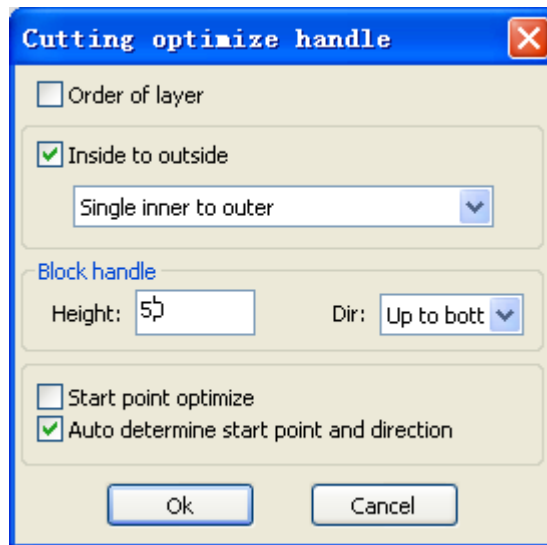 Cutting optimize handle
Order of layer
Inside to outside
Single inner to outer
Block handle
Height: 50 Dir: Up to bott
Start point optimize
Auto determine start point and direction
Ok Cancel